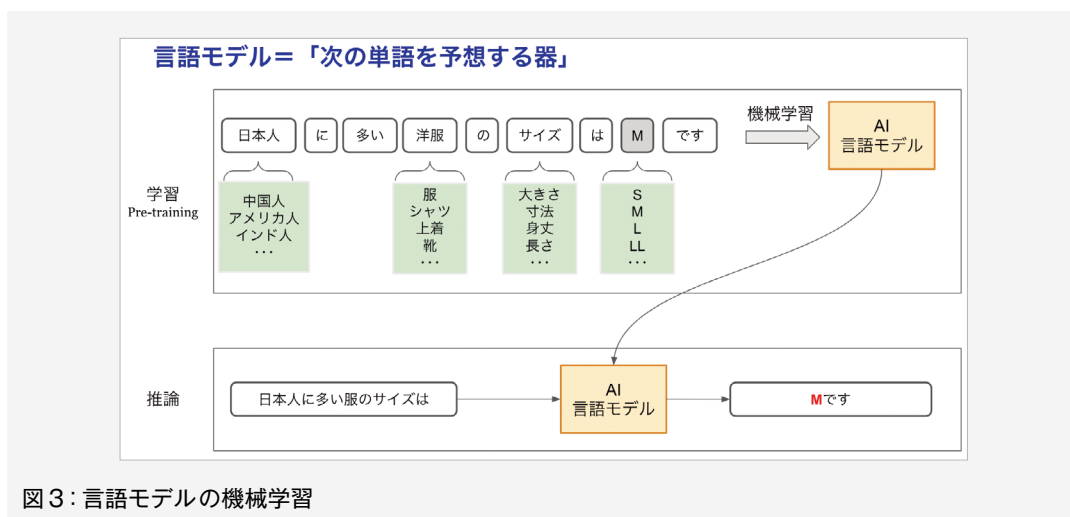 言語モデル＝「次の単語を予想する器」
日本人 に 多い 洋服 の サイズ は M です
機械学習
AI
言語モデル
学習
Pre-training
中国人
アメリカ人
インド人
・・・
服
シャツ
上着
靴
・・・
大きさ
寸法
身丈
長さ
・・・
S
M
L
LL
・・・
推論
日本人に多い服のサイズは
AI
言語モデル
Mです
図３：言語モデルの機械学習